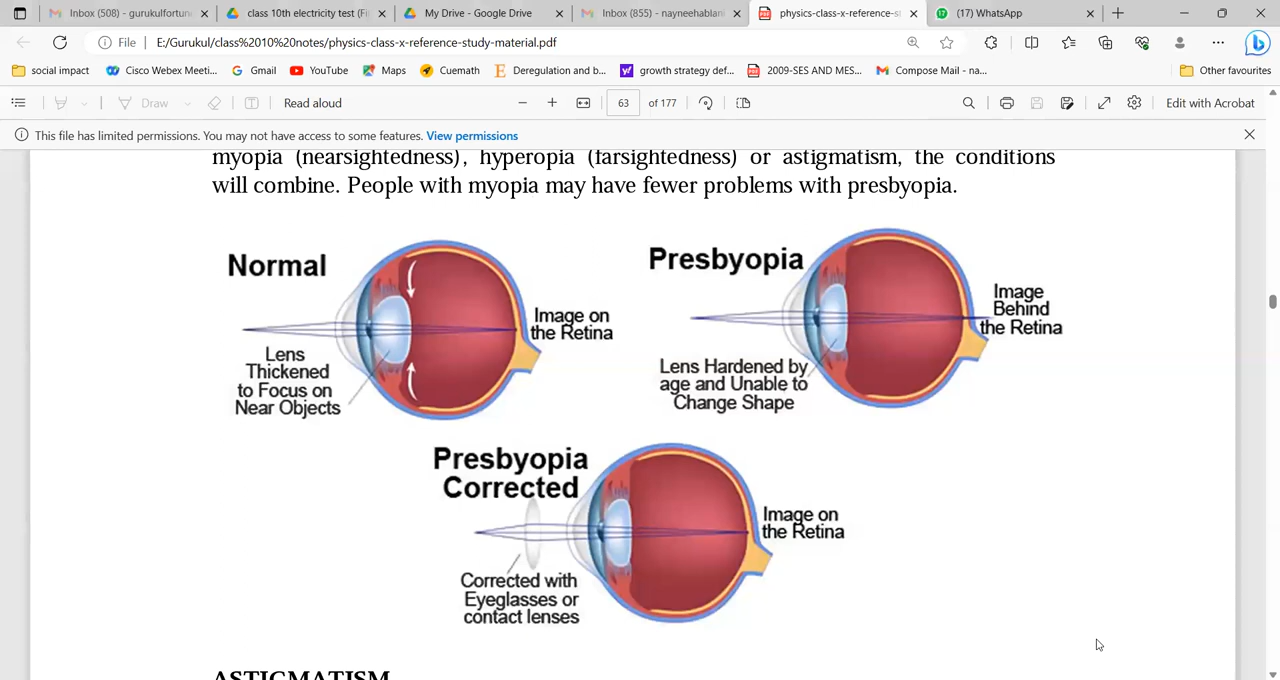 Inbox (508) - gurukulfortun
class 10th electricity test (Fi
My Drive - Google Drive
Inbox (855) - nayneehablani
physics-class-x-reference-st
(17) WhatsApp
File
E:/Gurukul/class%2010%20notes/physics-class-x-reference-study-material.pdf
social impact
Cisco Webex Meeti...
Gmail
YouTube
Maps
Cuemath
Deregulation and b...
growth strategy def...
2009-SES AND MES...
Compose Mail - na...
Other favourites
Draw
Read aloud
63 of 177
Edit with Acrobat
This file has limited permissions. You may not have access to some features. View permissions
myopia (nearsightedness), hyperopia (farsightedness) or astigmatism, the conditions
will combine. People with myopia may have fewer problems with presbyopia.
Normal
Image on
the Retina
Lens
Thickened
to Focus on
Near Objects
Presbyopia
Image
Behind
the Retina
Lens Hardened by
age and Unable to
Change Shape
Presbyopia
Corrected
Image on
the Retina
Corrected with
Eyeglasses or
contact lenses
ASTIGMATISM